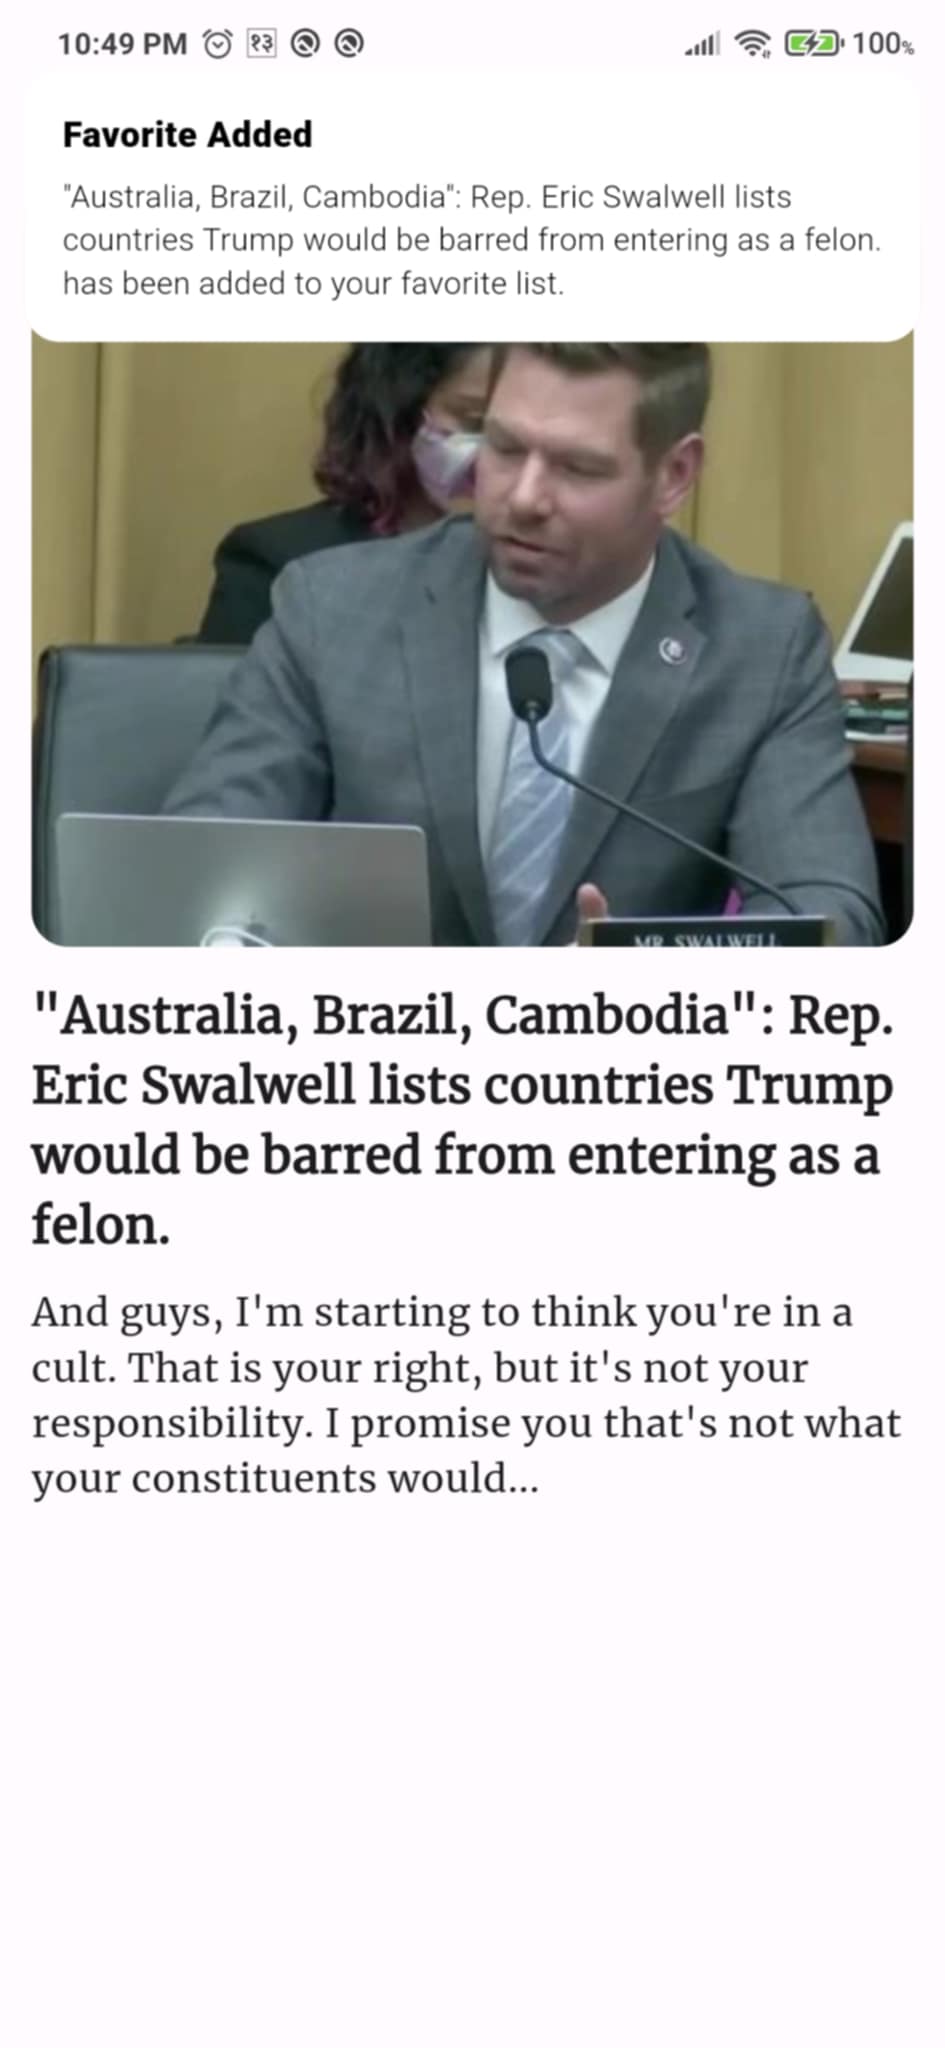 10:49 PM १३ 100%
Favorite Added
"Australia, Brazil, Cambodia": Rep. Eric Swalwell lists
countries Trump would be barred from entering as a felon.
has been added to your favorite list.
MR. SWALWELL
"Australia, Brazil, Cambodia": Rep.
Eric Swalwell lists countries Trump
would be barred from entering as a
felon.
And guys, I'm starting to think you're in a
cult. That is your right, but it's not your
responsibility. I promise you that's not what
your constituents would...